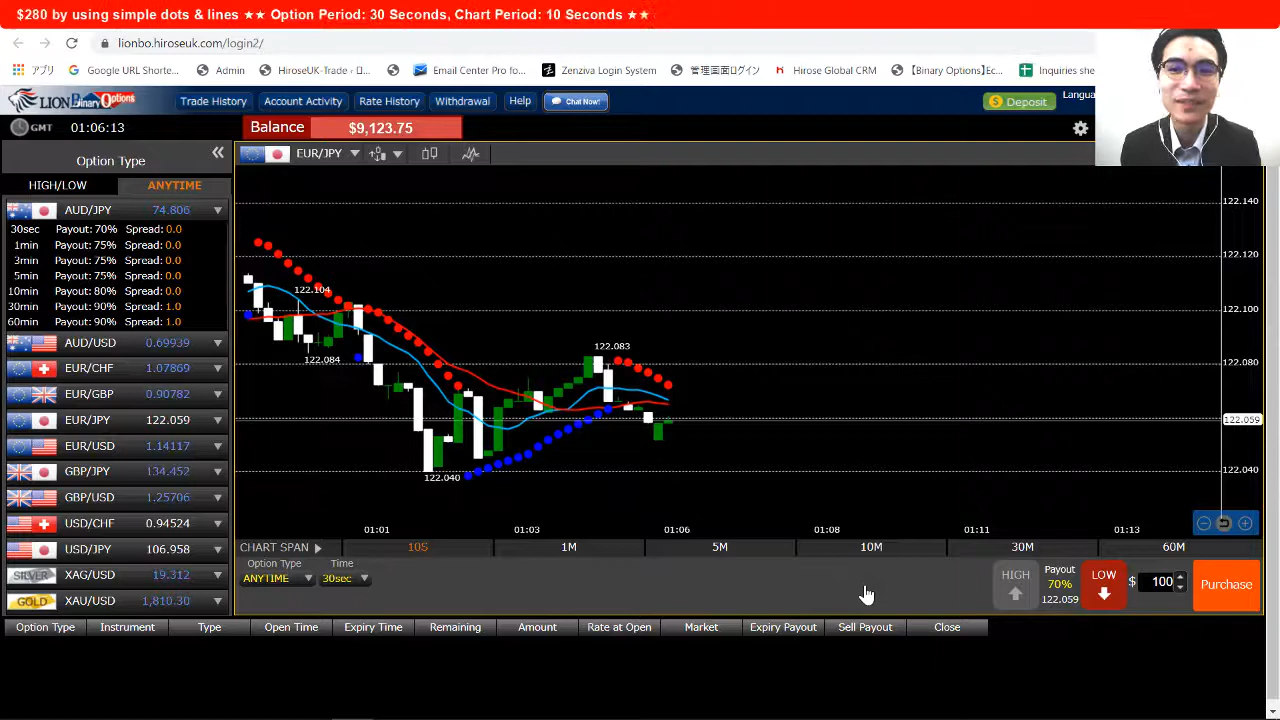 $280 by using simple dots & lines ★★ Option Period: 30 Seconds, Chart Period: 10 Seconds ★★
lionbo.hiroseuk.com/login2/
アプリ Google URL Shorte... Admin HiroseUK-Trade Email Center Pro for... Zenziva Login System 管理画面ログイン Hirose Global CRM 【Binary Options】Ec... Inquiries she
LION Binary Options Trade History Account Activity Rate History Withdrawal Help Chat Now! $ Deposit Langua
GMT 01:06:13 Balance $9,123.75
Option Type « EUR/JPY
HIGH/LOW ANYTIME
AUD/JPY 74.806
30sec Payout: 70% Spread: 0.0
1min Payout: 75% Spread: 0.0
3min Payout: 75% Spread: 0.0
5min Payout: 75% Spread: 0.0
10min Payout: 80% Spread: 0.0
30min Payout: 90% Spread: 1.0
60min Payout: 90% Spread: 1.0
AUD/USD 0.69939
EUR/CHF 1.07869
EUR/GBP 0.90782
EUR/JPY 122.059
EUR/USD 1.14117
GBP/JPY 134.452
GBP/USD 1.25706
USD/CHF 0.94524
USD/JPY 106.958
SILVER XAG/USD 19.312
GOLD XAU/USD 1,810.30
122.104
122.084
122.040
122.083
122.140
122.120
122.100
122.080
122.059
122.040
01:01 01:03 01:06 01:08 01:11 01:13
CHART SPAN 10S 1M 5M 10M 30M 60M
Option Type Time
ANYTIME 30sec
HIGH Payout LOW
70% $ 100 Purchase
122.059
Option Type Instrument Type Open Time Expiry Time Remaining Amount Rate at Open Market Expiry Payout Sell Payout Close